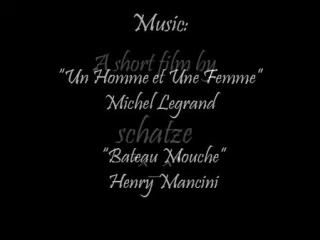 Music:
A short film by
"Un Homme et Une Femme"
Michel Legrand
schatze
"Bateau Mouche"
Henry Mancini